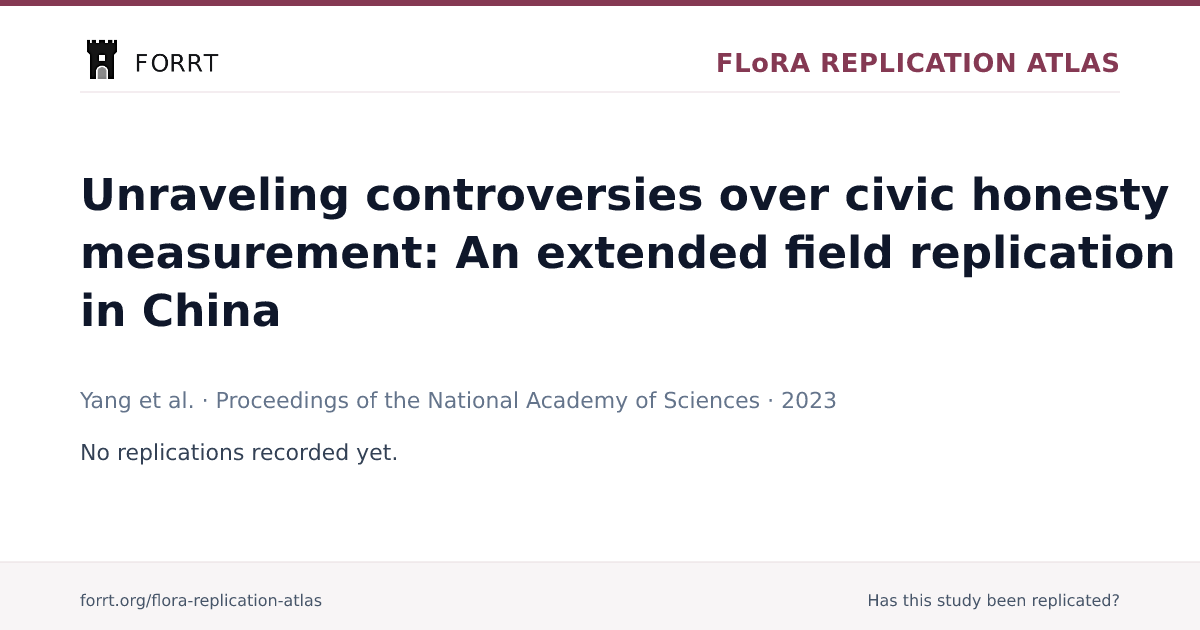 FORRT
FLoRA REPLICATION ATLAS
Unraveling controversies over civic honesty
measurement: An extended field replication
in China
Yang et al. · Proceedings of the National Academy of Sciences · 2023
No replications recorded yet.
forrt.org/flora-replication-atlas
Has this study been replicated?